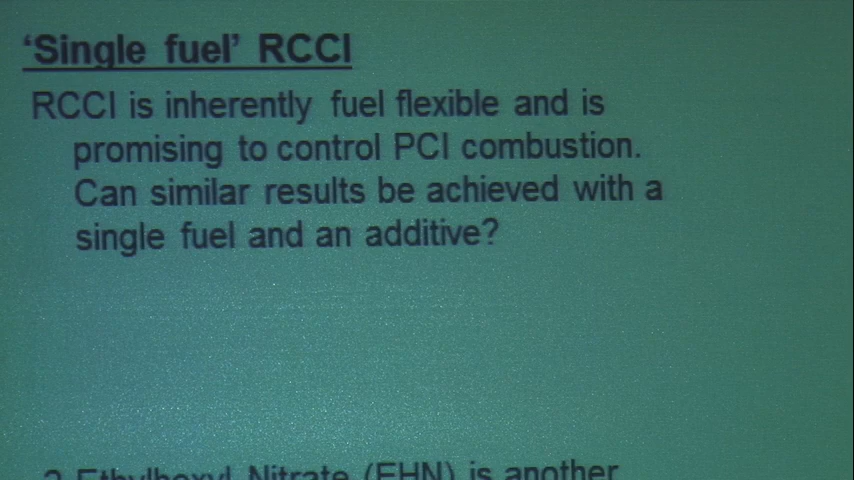 ‘Single fuel’ RCCI
RCCI is inherently fuel flexible and is
promising to control PCI combustion.
Can similar results be achieved with a
single fuel and an additive?
2-Ethylhexyl Nitrate (EHN) is another